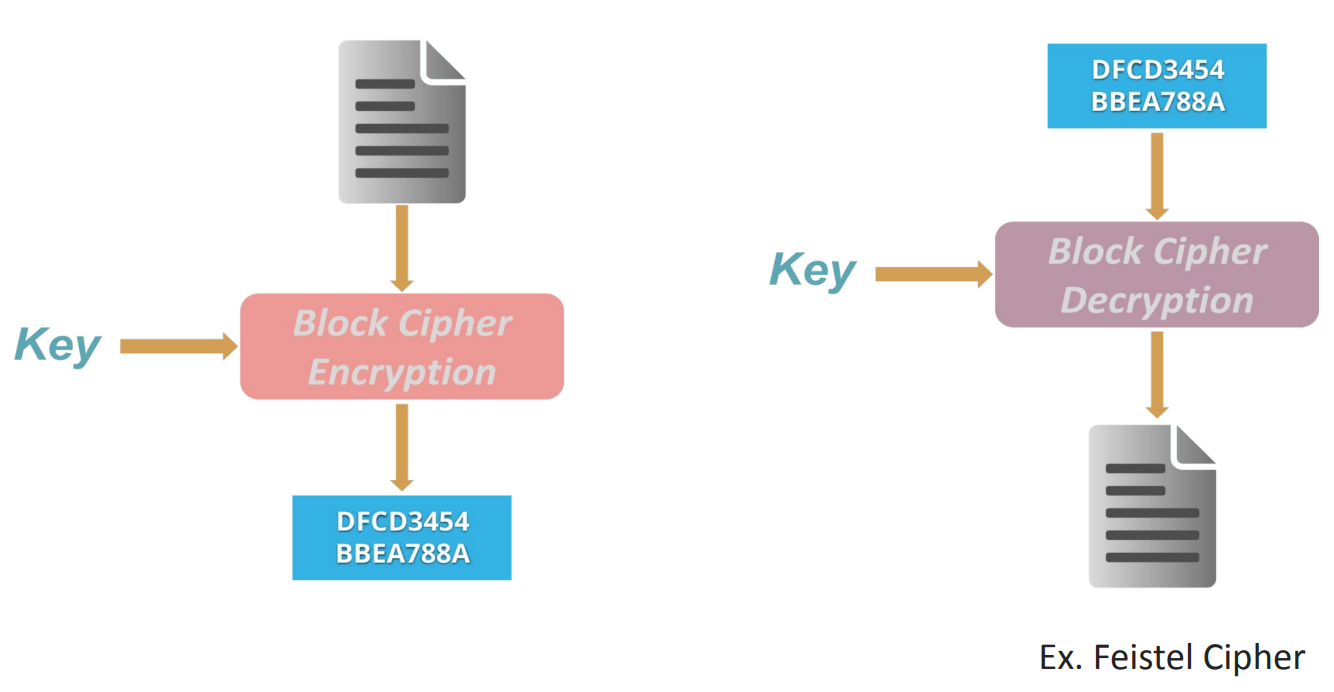 Key
Block Cipher
Encryption
DFCD3454
BBEA788A
DFCD3454
BBEA788A
Key
Block Cipher
Decryption
Ex. Feistel Cipher